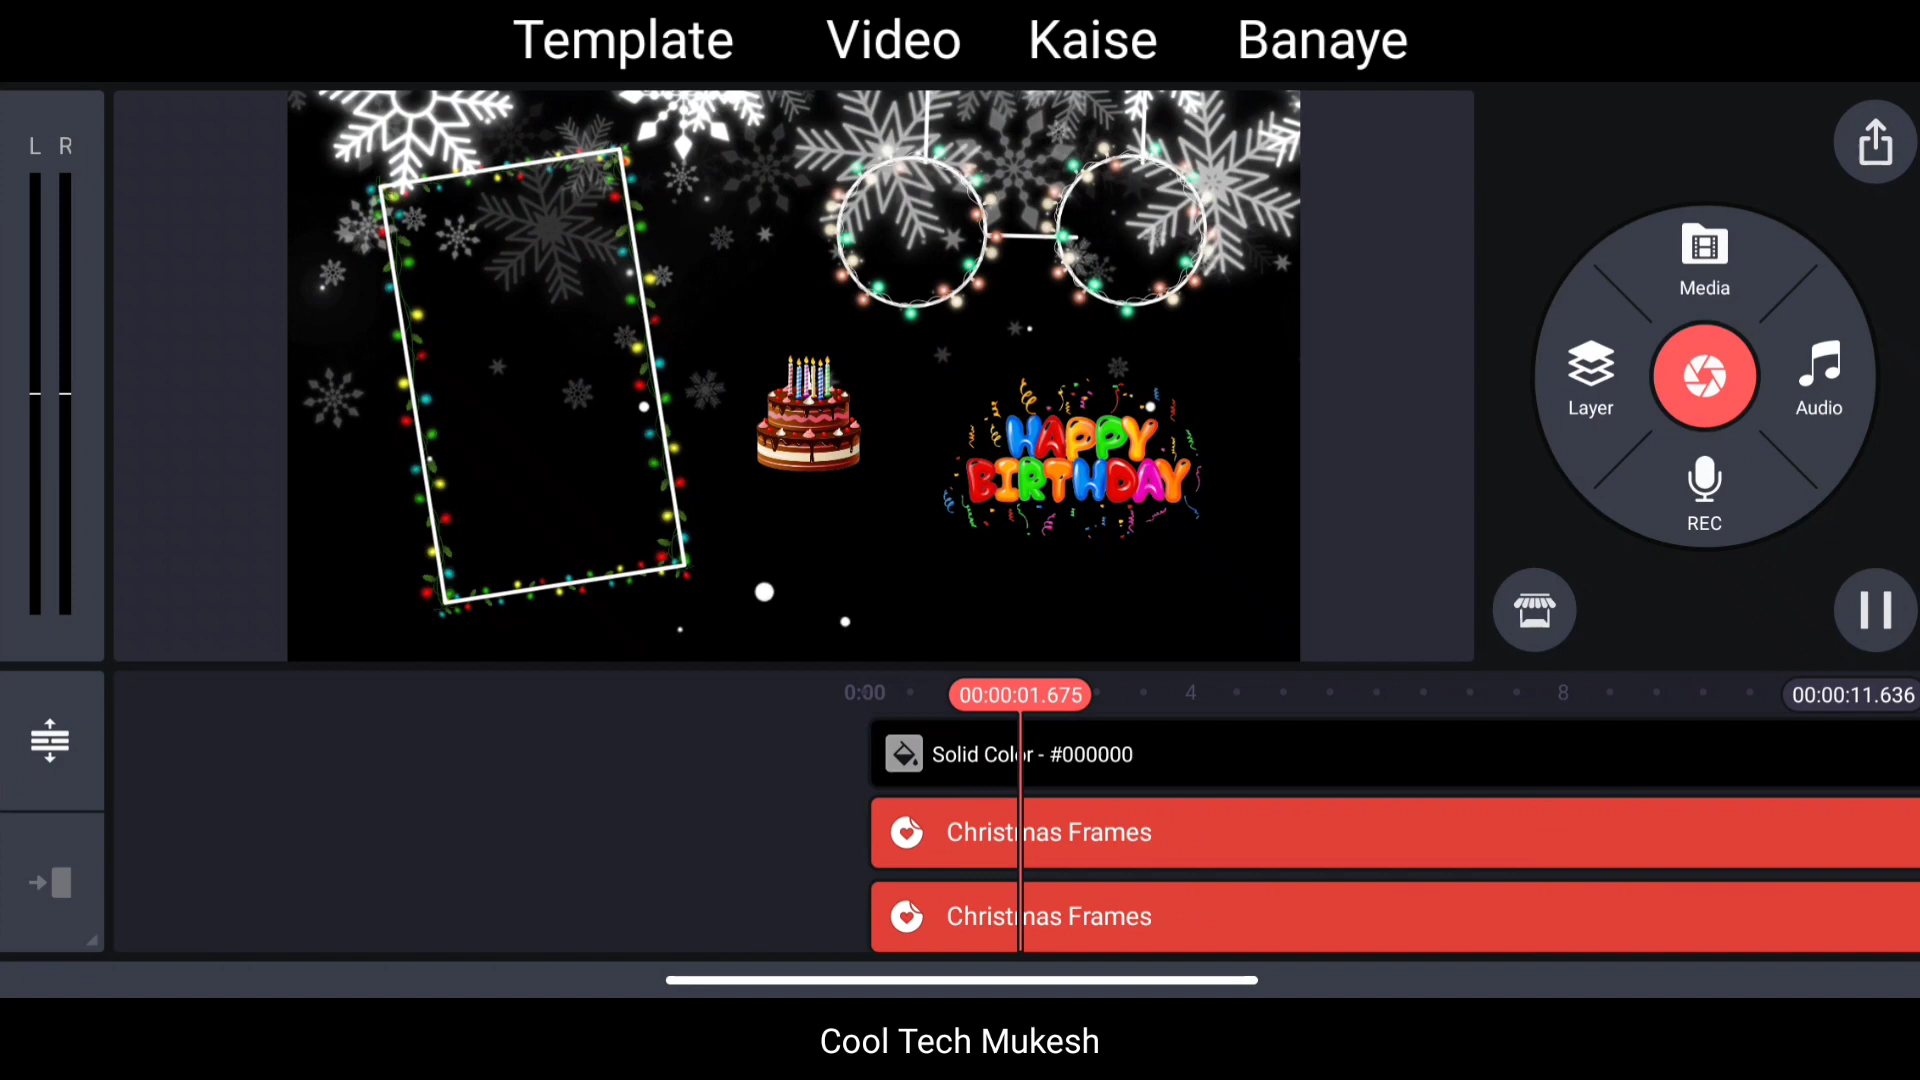 Template Video Kaise Banaye
L R
Media
Layer
Audio
REC
HAPPY
BIRTHDAY
0:00
00:00:01.675
4
8
00:00:11.636
Solid Color - #000000
Christmas Frames
Christmas Frames
Cool Tech Mukesh